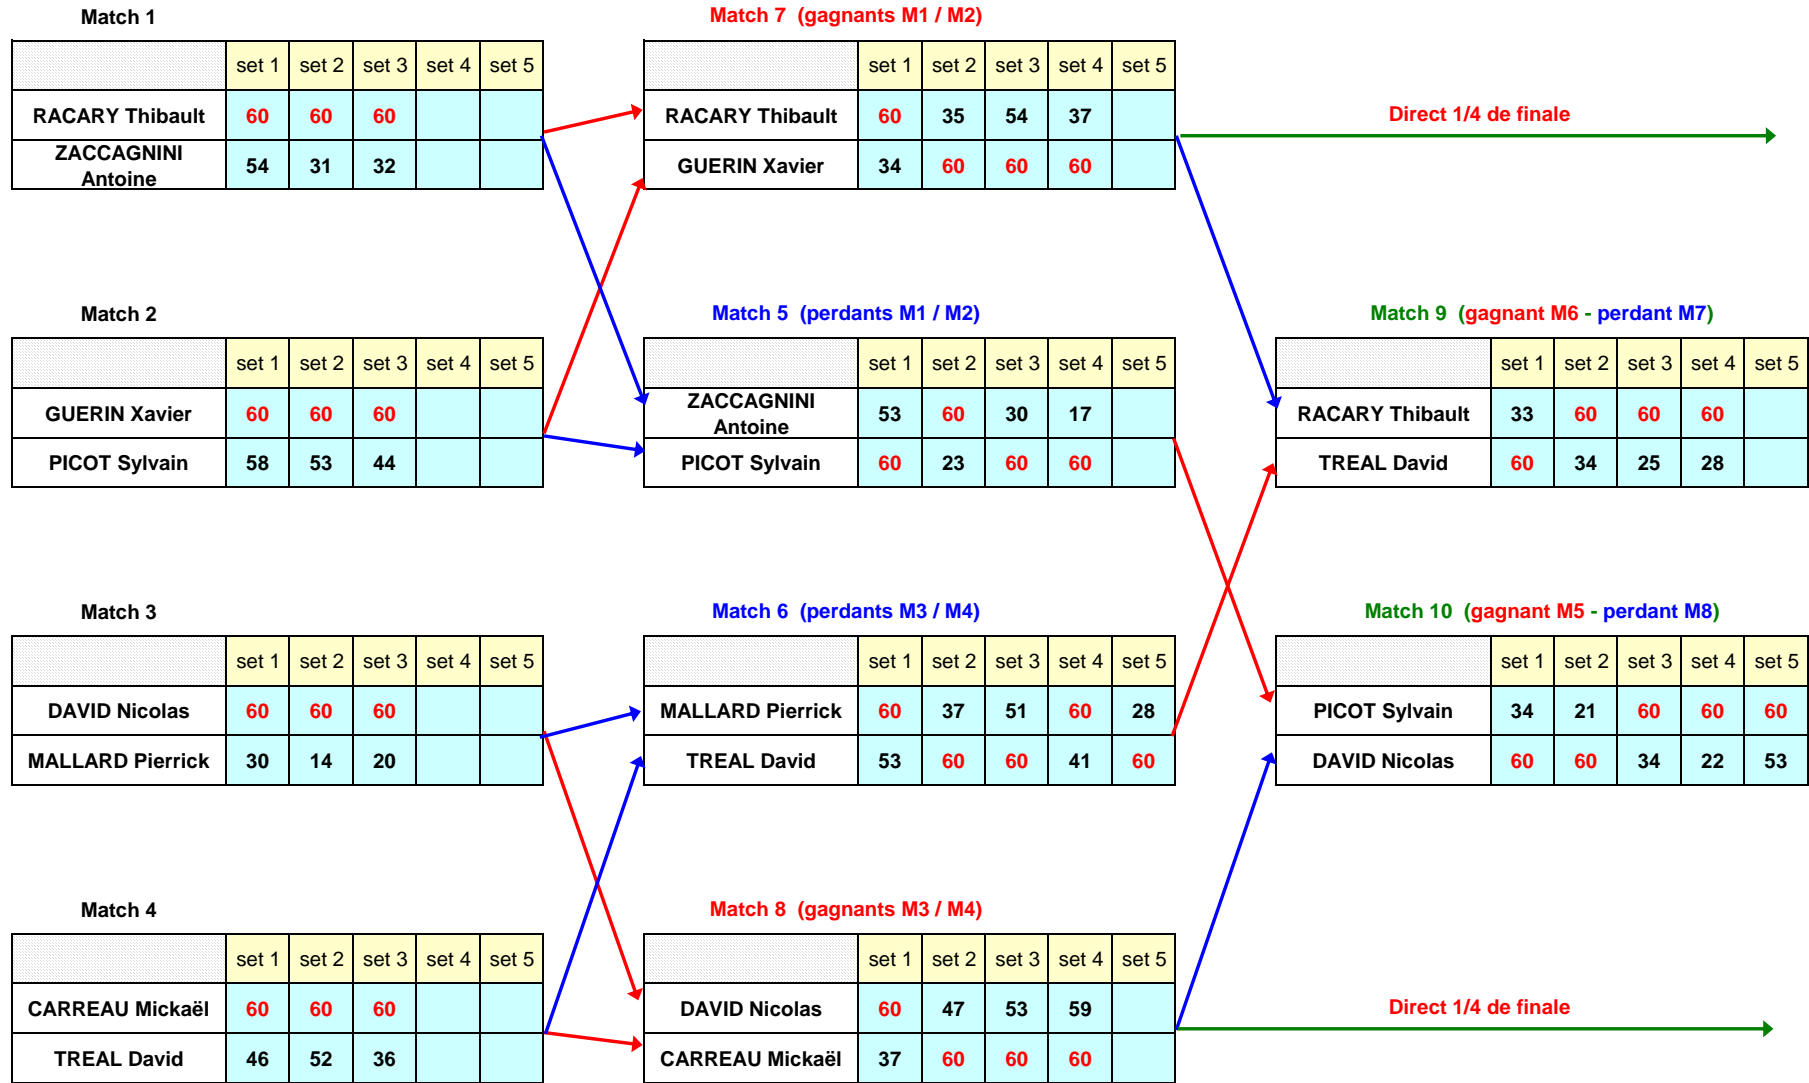 Match 1
set 1 set 2 set 3 set 4 set 5
RACARY Thibault 60 60 60
ZACCAGNINI
Antoine 54 31 32
Match 7 (gagnants M1 / M2)
set 1 set 2 set 3 set 4 set 5
RACARY Thibault 60 35 54 37
GUERIN Xavier 34 60 60 60
Direct 1/4 de finale
Match 2
set 1 set 2 set 3 set 4 set 5
GUERIN Xavier 60 60 60
PICOT Sylvain 58 53 44
Match 5 (perdants M1 / M2)
set 1 set 2 set 3 set 4 set 5
ZACCAGNINI
Antoine 53 60 30 17
PICOT Sylvain 60 23 60 60
Match 9 (gagnant M6 - perdant M7)
set 1 set 2 set 3 set 4 set 5
RACARY Thibault 33 60 60 60
TREAL David 60 34 25 28
Match 3
set 1 set 2 set 3 set 4 set 5
DAVID Nicolas 60 60 60
MALLARD Pierrick 30 14 20
Match 6 (perdants M3 / M4)
set 1 set 2 set 3 set 4 set 5
MALLARD Pierrick 60 37 51 60 28
TREAL David 53 60 60 41 60
Match 10 (gagnant M5 - perdant M8)
set 1 set 2 set 3 set 4 set 5
PICOT Sylvain 34 21 60 60 60
DAVID Nicolas 60 60 34 22 53
Match 4
set 1 set 2 set 3 set 4 set 5
CARREAU Mickaël 60 60 60
TREAL David 46 52 36
Match 8 (gagnants M3 / M4)
set 1 set 2 set 3 set 4 set 5
DAVID Nicolas 60 47 53 59
CARREAU Mickaël 37 60 60 60
Direct 1/4 de finale